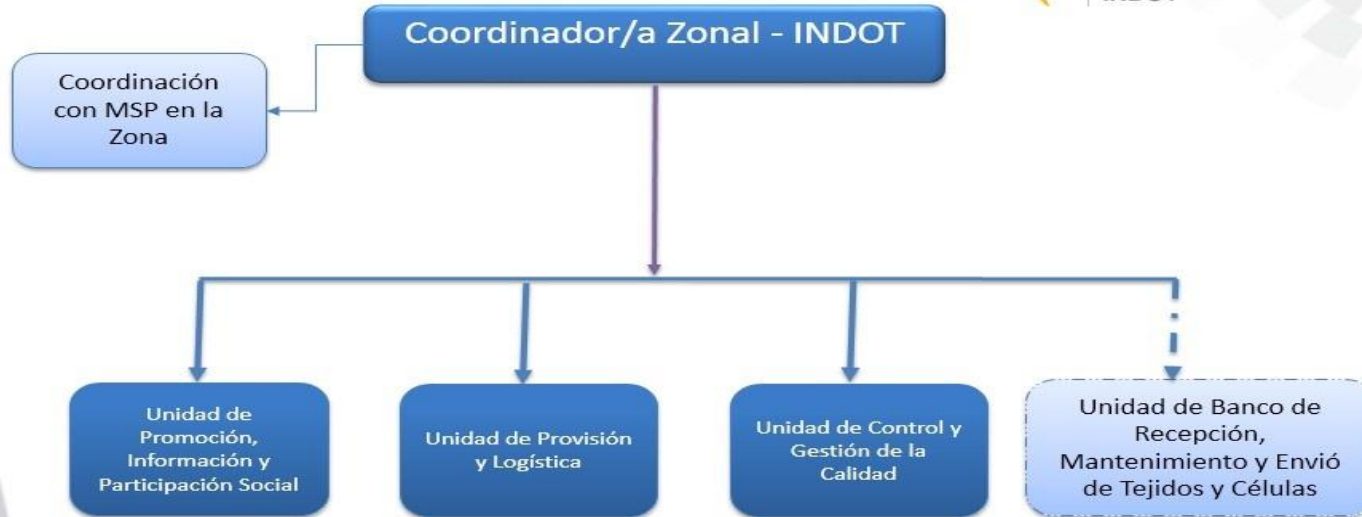 INDOT
Coordinador/a Zonal - INDOT
Coordinación
con MSP en la
Zona
Unidad de
Promoción,
Información y
Participación Social
Unidad de Provisión
y Logística
Unidad de Control y
Gestión de la
Calidad
Unidad de Banco de
Recepción,
Mantenimiento y Envió
de Tejidos y Células